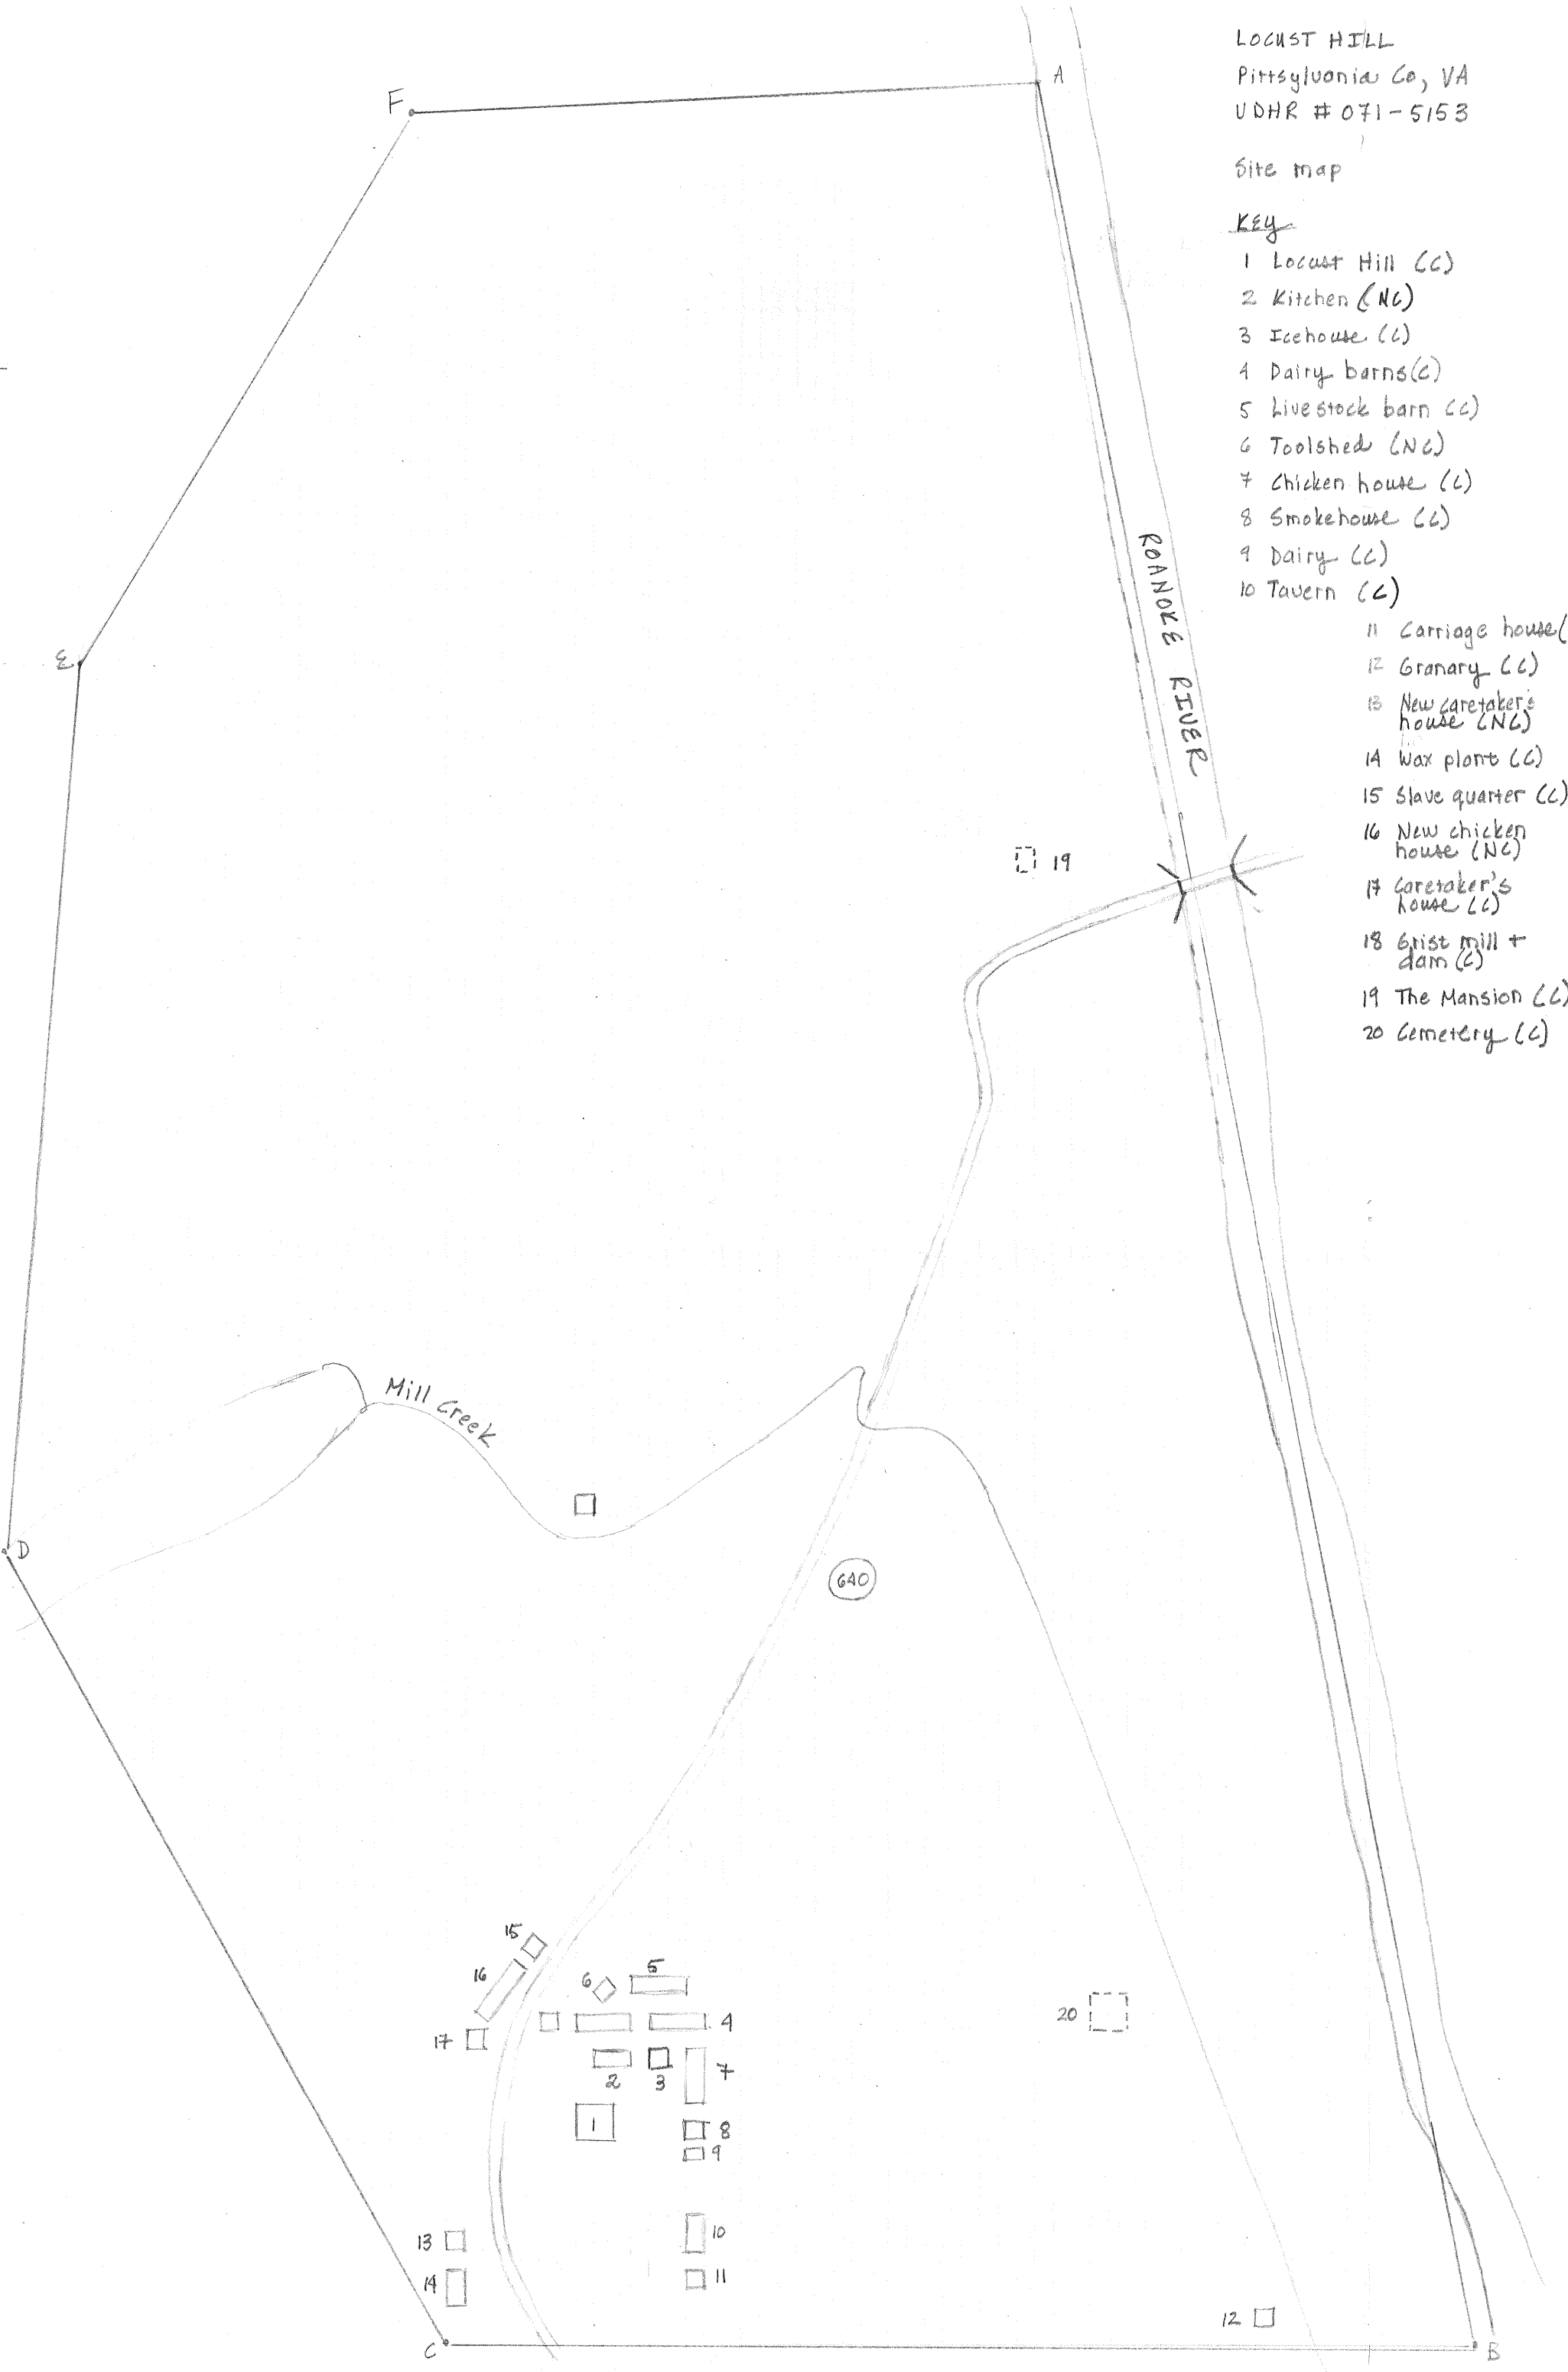 LOCUST HILL
Pittsylvania Co, VA
VDHR # 071-5153
Site map
KEY
1 Locust Hill (C)
2 Kitchen (NC)
3 Icehouse (C)
4 Dairy barns (C)
5 Livestock barn (C)
6 Toolshed (NC)
7 Chicken house (C)
8 Smokehouse (C)
9 Dairy (C)
10 Tavern (C)
11 Carriage house (
12 Granary (C)
13 New caretaker's
house (NC)
14 Wax plant (C)
15 Slave quarter (C)
16 New chicken
house (NC)
17 Caretaker's
house (C)
18 Grist mill +
dam (C)
19 The Mansion (C)
20 Cemetery (C)
A
F
E
ROANOKE RIVER
19
Mill Creek
D
640
15
16
17
6
5
4
2
3
7
1
8
9
20
13
14
10
11
12
C
B